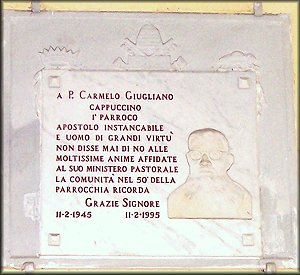 A P. CARMELO GIUGLIANO
CAPPUCCINO
1° PARROCO
APOSTOLO INSTANCABILE
E UOMO DI GRANDI VIRTU'
NON DISSE MAI DI NO ALLE
MOLTISSIME ANIME AFFIDATE
AL SUO MINISTERO PASTORALE
LA COMUNITÀ NEL 50° DELLA
PARROCCHIA RICORDA
GRAZIE SIGNORE
11-2-1945 11-2-1995